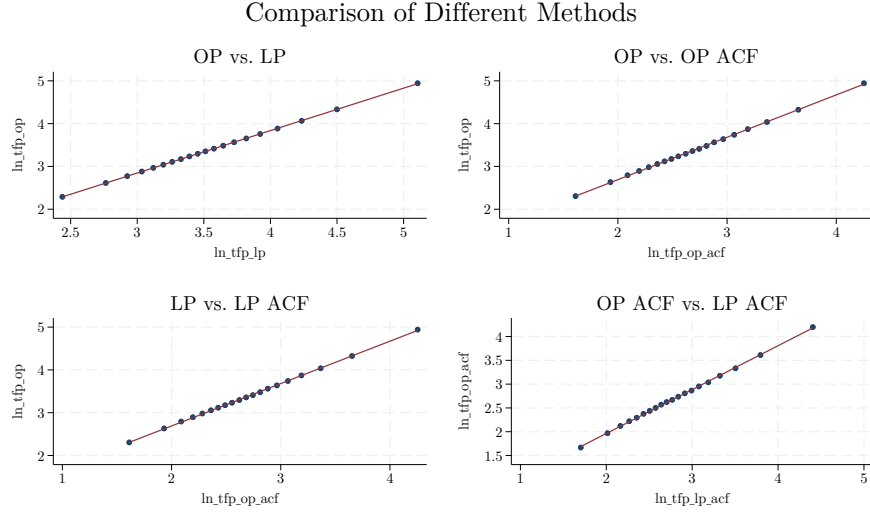 Comparison of Different Methods
OP vs. LP
ln_tfp_op
5
4
3
2
2.5
3
3.5
4
4.5
5
ln_tfp_lp
OP vs. OP ACF
ln_tfp_op
5
4
3
2
1
2
3
4
ln_tfp_op_acf
LP vs. LP ACF
ln_tfp_op
5
4
3
2
1
2
3
4
ln_tfp_op_acf
OP ACF vs. LP ACF
ln_tfp_op_acf
4
3.5
3
2.5
2
1.5
1
2
3
4
5
ln_tfp_lp_acf